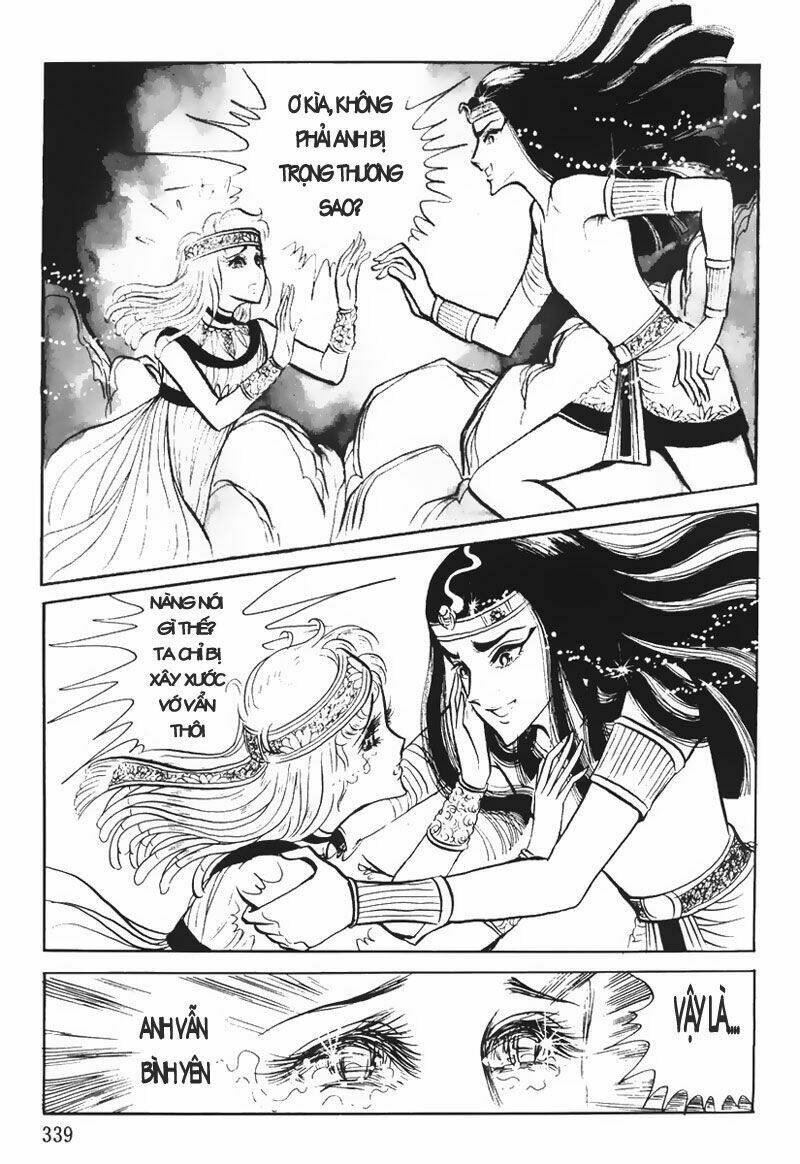 Ơ KÌA, KHÔNG
PHẢI ANH BỊ
TRỌNG THƯƠNG
SAO?
NÀNG NÓI
GÌ THẾ?
TA CHỈ BỊ
XÂY XƯỚC
VỚ VẨN
THÔI
VẬY LÀ....
ANH VẪN
BÌNH YÊN
339